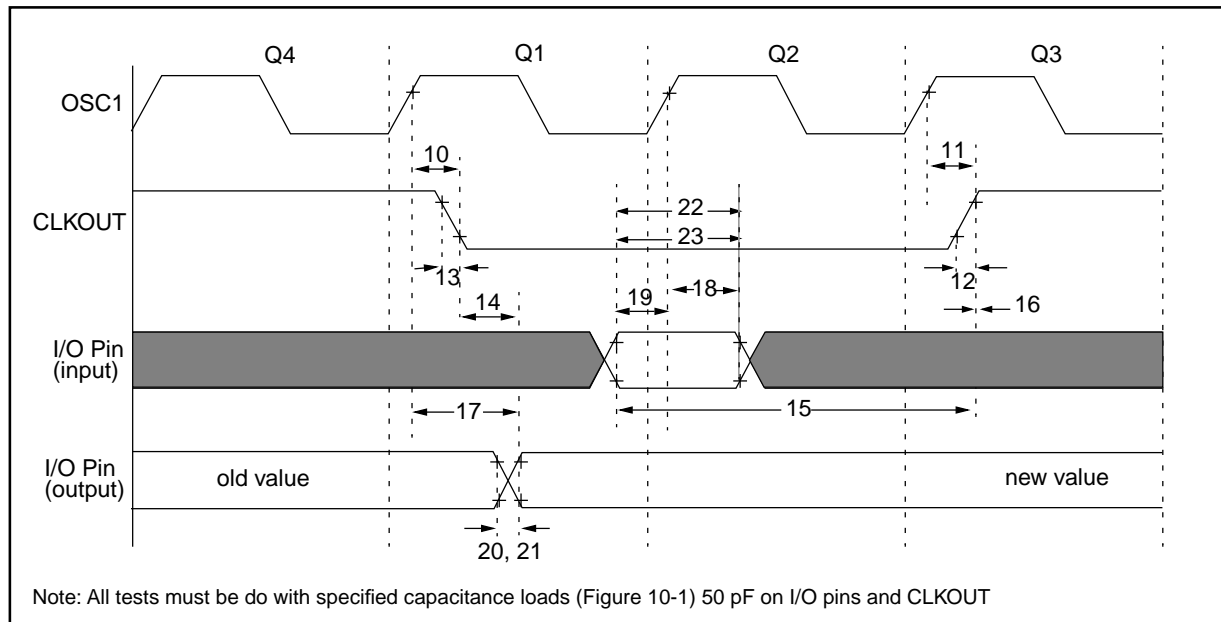 Q4 Q1 Q2 Q3
OSC1
10 11
CLKOUT
22
23
13 12
19 18
14 16
I/O Pin
(input)
17 15
I/O Pin
(output)
old value new value
20, 21
Note: All tests must be do with specified capacitance loads (Figure 10-1) 50 pF on I/O pins and CLKOUT